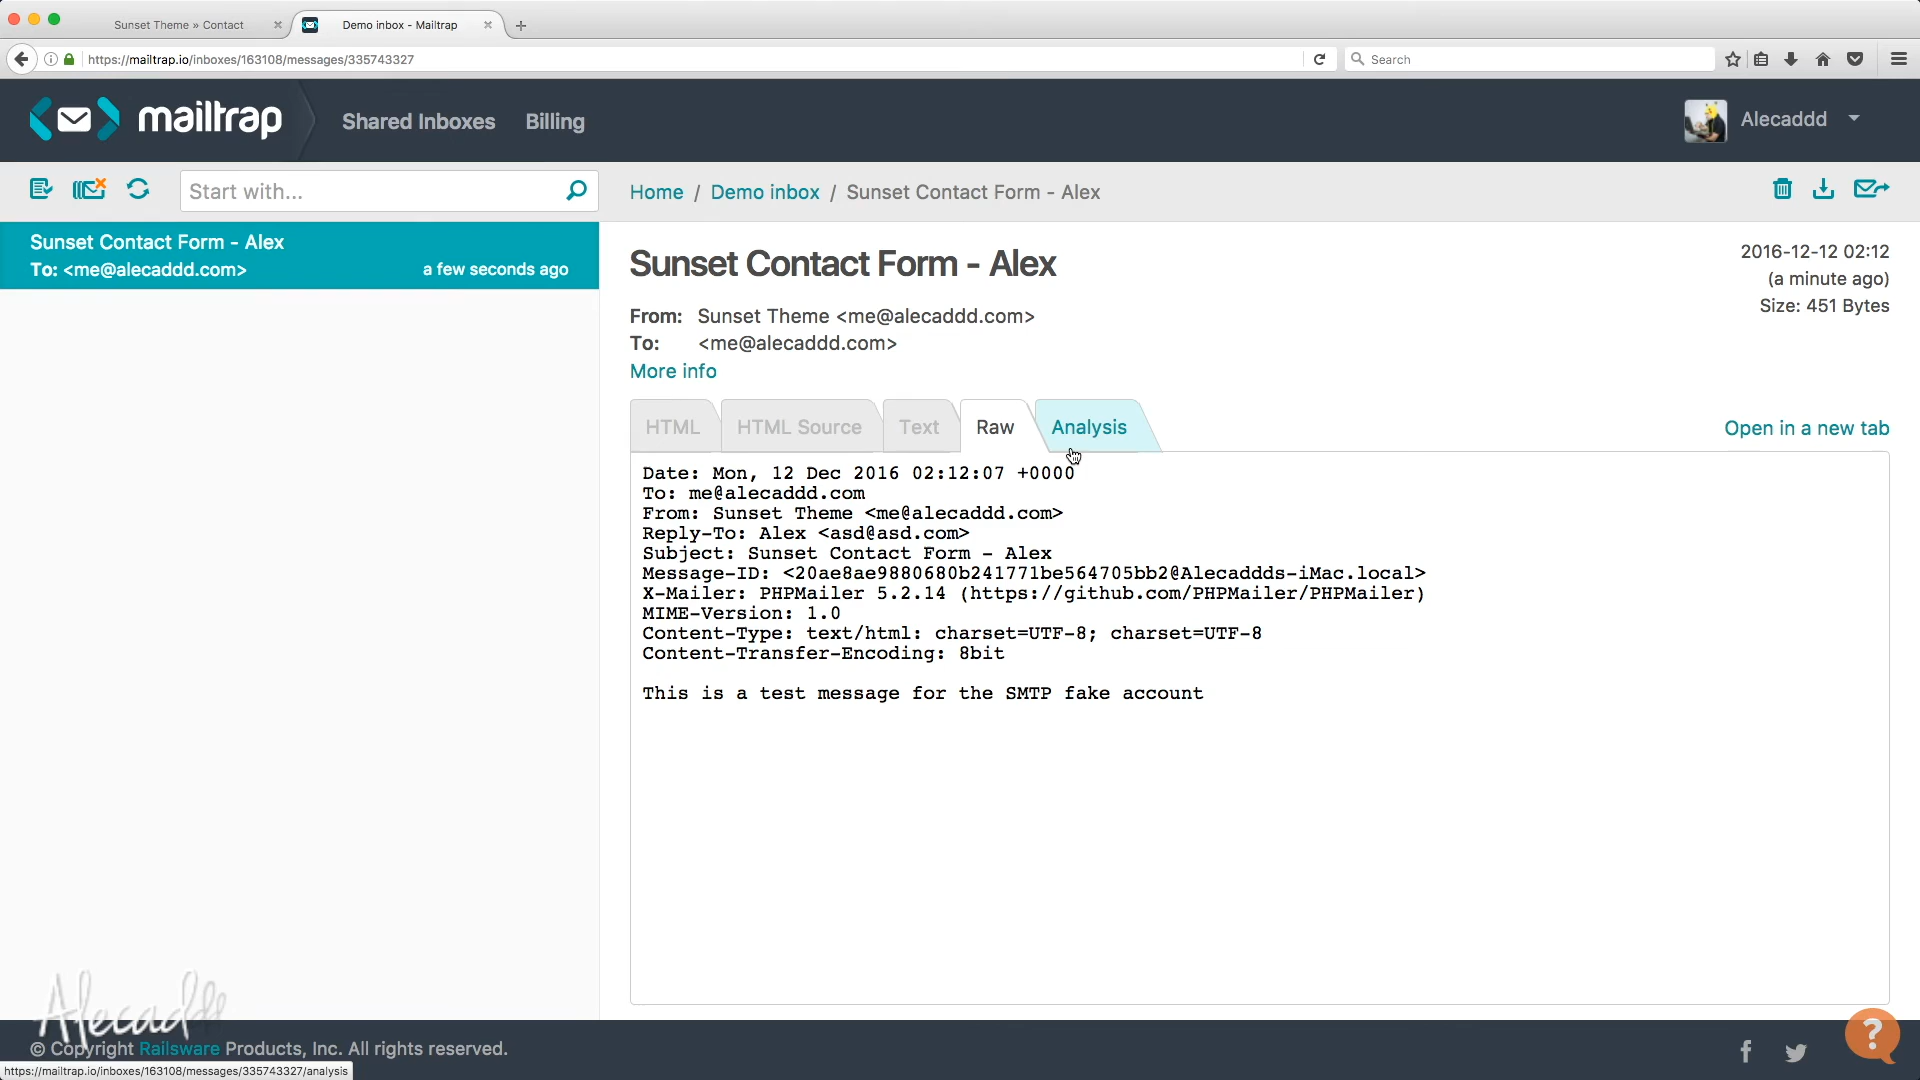 Sunset Theme » Contact
Demo inbox - Mailtrap
https://mailtrap.io/inboxes/163108/messages/335743327
Search
mailtrap
Shared Inboxes
Billing
Alecaddd
Start with...
Home / Demo inbox / Sunset Contact Form - Alex
Sunset Contact Form - Alex
To: <me@alecaddd.com>
a few seconds ago
Sunset Contact Form - Alex
2016-12-12 02:12
(a minute ago)
Size: 451 Bytes
From: Sunset Theme <me@alecaddd.com>
To: <me@alecaddd.com>
More info
HTML
HTML Source
Text
Raw
Analysis
Open in a new tab
Date: Mon, 12 Dec 2016 02:12:07 +0000
To: me@alecaddd.com
From: Sunset Theme <me@alecaddd.com>
Reply-To: Alex <asd@asd.com>
Subject: Sunset Contact Form - Alex
Message-ID: <20ae8ae9880680b241771be564705bb2@Alecaddds-iMac.local>
X-Mailer: PHPMailer 5.2.14 (https://github.com/PHPMailer/PHPMailer)
MIME-Version: 1.0
Content-Type: text/html: charset=UTF-8; charset=UTF-8
Content-Transfer-Encoding: 8bit
This is a test message for the SMTP fake account
Alecaddd
© Copyright Railsware Products, Inc. All rights reserved.
?
https://mailtrap.io/inboxes/163108/messages/335743327/analysis